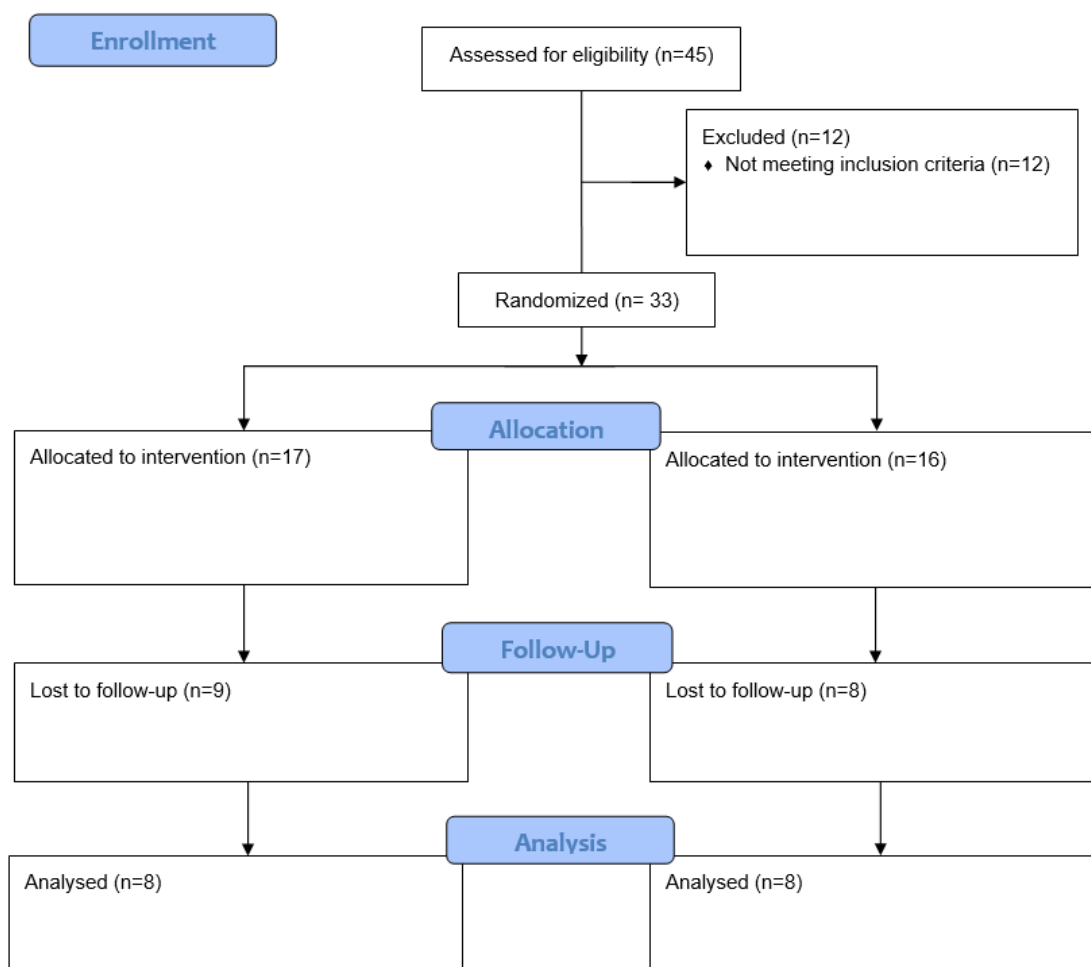 Enrollment
Assessed for eligibility (n=45)
Excluded (n=12)
♦ Not meeting inclusion criteria (n=12)
Randomized (n= 33)
Allocation
Allocated to intervention (n=17)
Allocated to intervention (n=16)
Follow-Up
Lost to follow-up (n=9)
Lost to follow-up (n=8)
Analysis
Analysed (n=8)
Analysed (n=8)